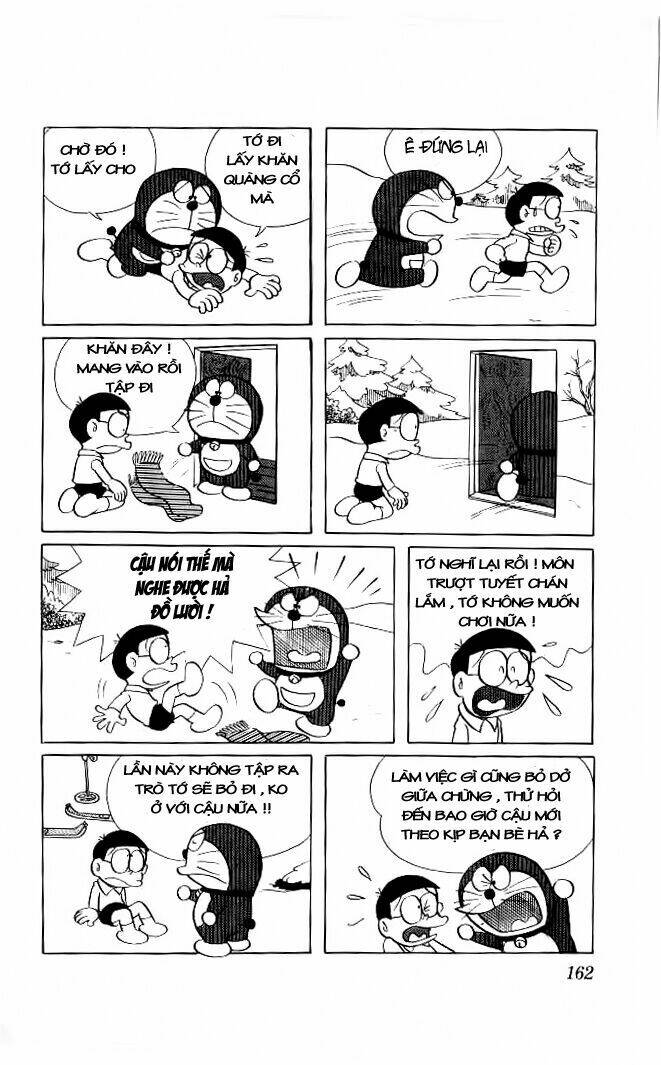 Ê ĐỨNG LẠI
TỚ ĐI
LẤY KHĂN
QUÀNG CỔ
MÀ
CHỜ ĐÓ !
TỚ LẤY CHO
KHĂN ĐÂY !
MANG VÀO RỒI
TẬP ĐI
TỚ NGHĨ LẠI RỒI ! MÔN
TRƯỢT TUYẾT CHÁN
LẮM , TỚ KHÔNG MUỐN
CHƠI NỮA !
CẬU NÓI THẾ MÀ
NGHE ĐƯỢC HẢ
ĐỒ LƯỜI !
LÀM VIỆC GÌ CŨNG BỎ DỞ
GIỮA CHỪNG , THỬ HỎI
ĐẾN BAO GIỜ CẬU MỚI
THEO KỊP BẠN BÈ HẢ ?
LẦN NÀY KHÔNG TẬP RA
TRÒ TỚ SẼ BỎ ĐI , KO
Ở VỚI CẬU NỮA !!
162